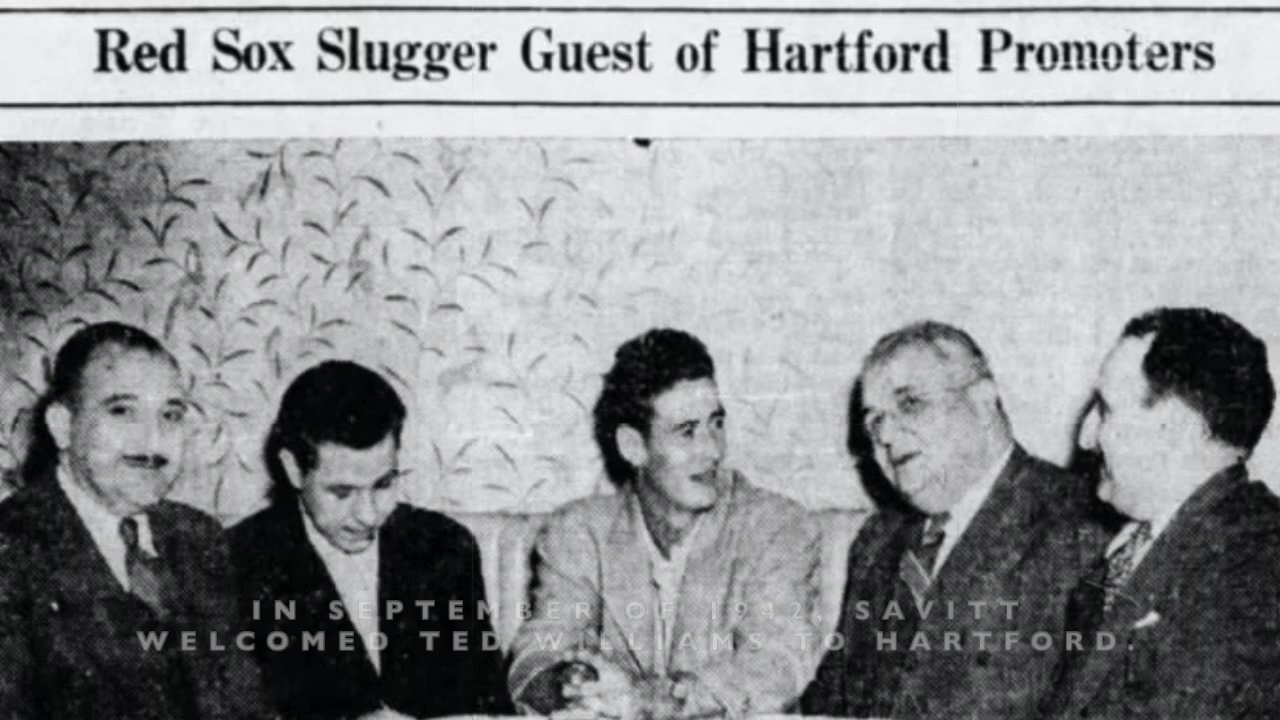 Red Sox Slugger Guest of Hartford Promoters
IN SEPTEMBER OF 1942, SAVITT
WELCOMED TED WILLIAMS TO HARTFORD.